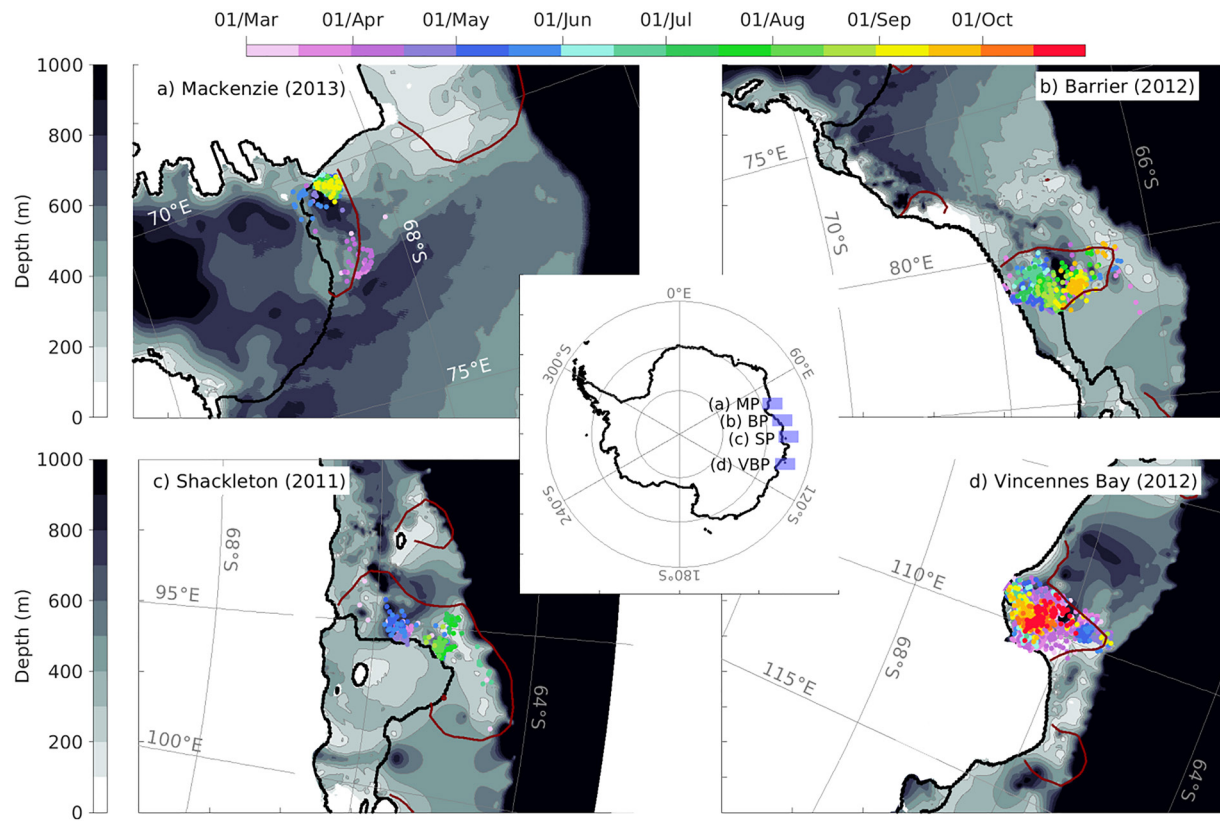 01/Mar 01/Apr 01/May 01/Jun 01/Jul 01/Aug 01/Sep 01/Oct
a) Mackenzie (2013)
1000
800
600
400
200
0
Depth (m)
70°E
68°S
75°E
b) Barrier (2012)
75°E
70°S
80°E
66°S
0°E
60°E
120°S
180°S
240°S
300°S
(a) MP
(b) BP
(c) SP
(d) VBP
c) Shackleton (2011)
1000
800
600
400
200
0
Depth (m)
68°S
95°E
100°E
64°S
d) Vincennes Bay (2012)
110°E
68°S
115°E
64°S